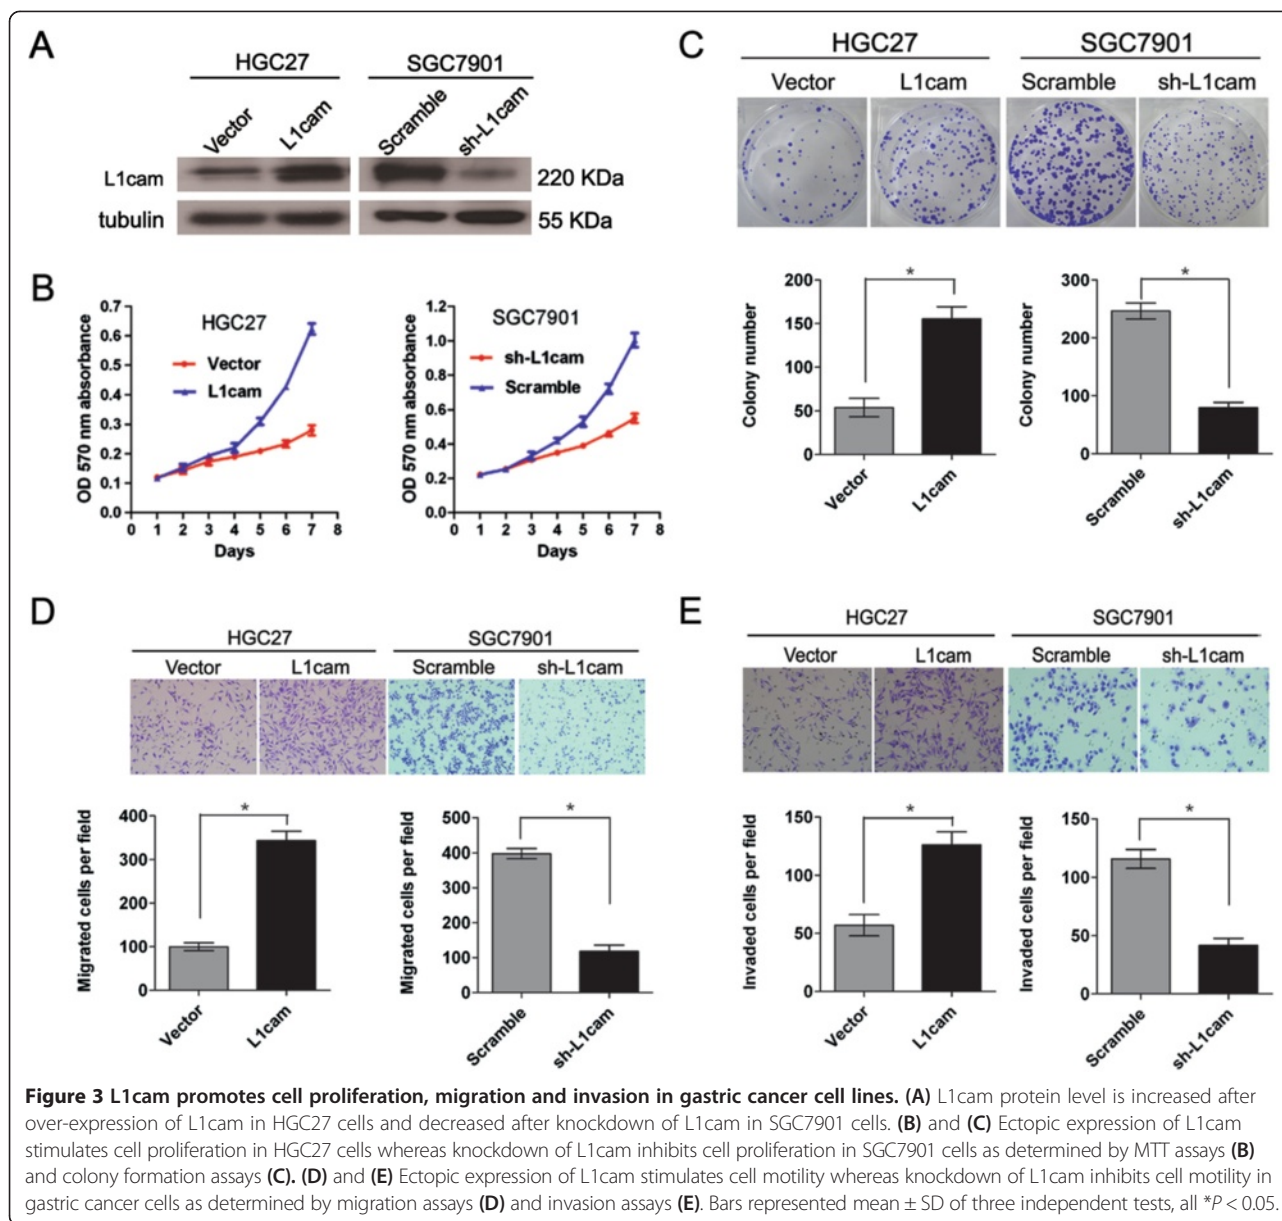 A
HGC27 SGC7901
Vector L1cam Scramble sh-L1cam
L1cam 220 KDa
tubulin 55 KDa
B
HGC27
Vector
L1cam
OD 570 nm absorbance
0.7
0.6
0.5
0.4
0.3
0.2
0.1
0.0
0 1 2 3 4 5 6 7 8
Days
SGC7901
sh-L1cam
Scramble
OD 570 nm absorbance
1.2
1.0
0.8
0.6
0.4
0.2
0.0
0 1 2 3 4 5 6 7 8
Days
C
HGC27 SGC7901
Vector L1cam Scramble sh-L1cam
Colony number
200
150
100
50
0
*
Vector L1cam
Colony number
300
200
100
0
*
Scramble sh-L1cam
D
HGC27 SGC7901
Vector L1cam Scramble sh-L1cam
Migrated cells per field
400
300
200
100
0
*
Vector L1cam
Migrated cells per field
500
400
300
200
100
0
*
Scramble sh-L1cam
E
HGC27 SGC7901
Vector L1cam Scramble sh-L1cam
Invaded cells per field
150
100
50
0
*
Vector L1cam
Invaded cells per field
150
100
50
0
*
Scramble sh-L1cam
Figure 3 L1cam promotes cell proliferation, migration and invasion in gastric cancer cell lines. (A) L1cam protein level is increased after
over-expression of L1cam in HGC27 cells and decreased after knockdown of L1cam in SGC7901 cells. (B) and (C) Ectopic expression of L1cam
stimulates cell proliferation in HGC27 cells whereas knockdown of L1cam inhibits cell proliferation in SGC7901 cells as determined by MTT assays (B)
and colony formation assays (C). (D) and (E) Ectopic expression of L1cam stimulates cell motility whereas knockdown of L1cam inhibits cell motility in
gastric cancer cells as determined by migration assays (D) and invasion assays (E). Bars represented mean ± SD of three independent tests, all *P < 0.05.